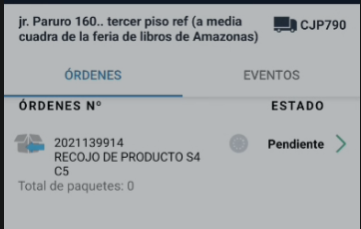 jr. Paruro 160.. tercer piso ref (a media
cuadra de la feria de libros de Amazonas)
CJP790
ÓRDENES
EVENTOS
ÓRDENES Nº
ESTADO
2021139914
RECOJO DE PRODUCTO S4
C5
Pendiente
Total de paquetes: 0